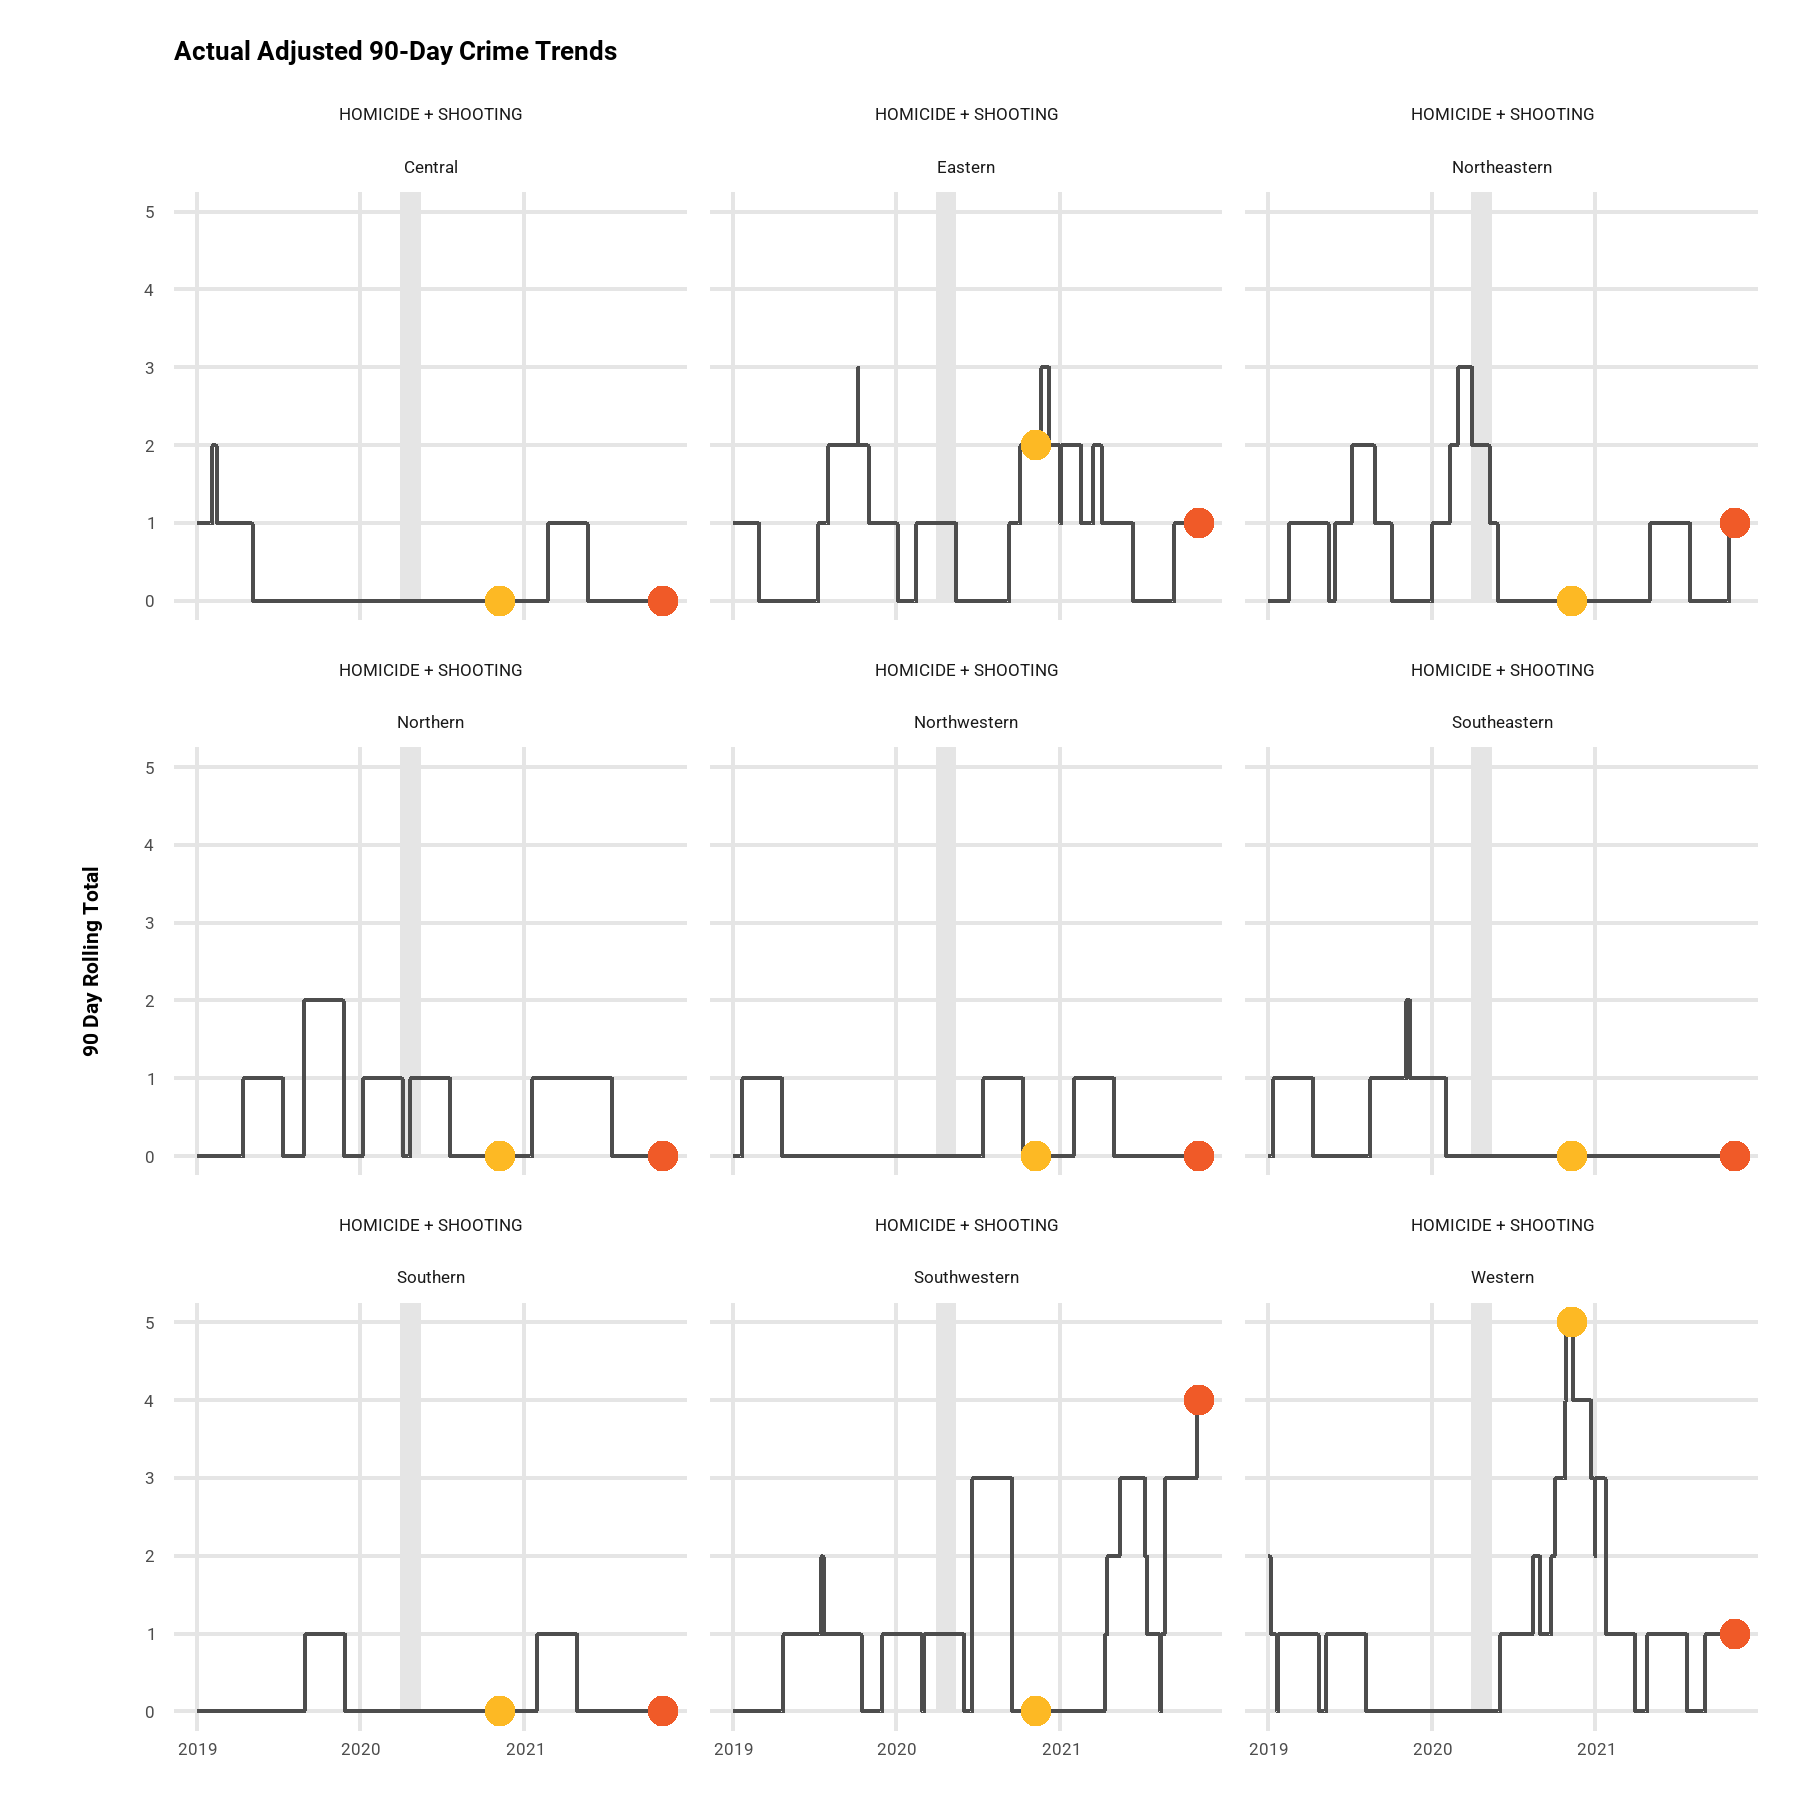 Actual Adjusted 90-Day Crime Trends
HOMICIDE + SHOOTING
HOMICIDE + SHOOTING
HOMICIDE + SHOOTING
Central
Eastern
Northeastern
5
4
3
2
1
0
HOMICIDE + SHOOTING
HOMICIDE + SHOOTING
HOMICIDE + SHOOTING
Northern
Northwestern
Southeastern
5
4
3
2
1
0
90 Day Rolling Total
HOMICIDE + SHOOTING
HOMICIDE + SHOOTING
HOMICIDE + SHOOTING
Southern
Southwestern
Western
5
4
3
2
1
0
2019 2020 2021
2019 2020 2021
2019 2020 2021